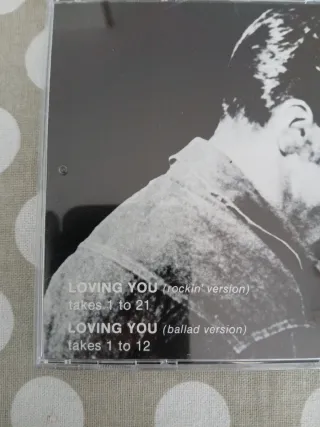 LOVING YOU (rockin' version)
takes 1 to 21
LOVING YOU (ballad version)
takes 1 to 12